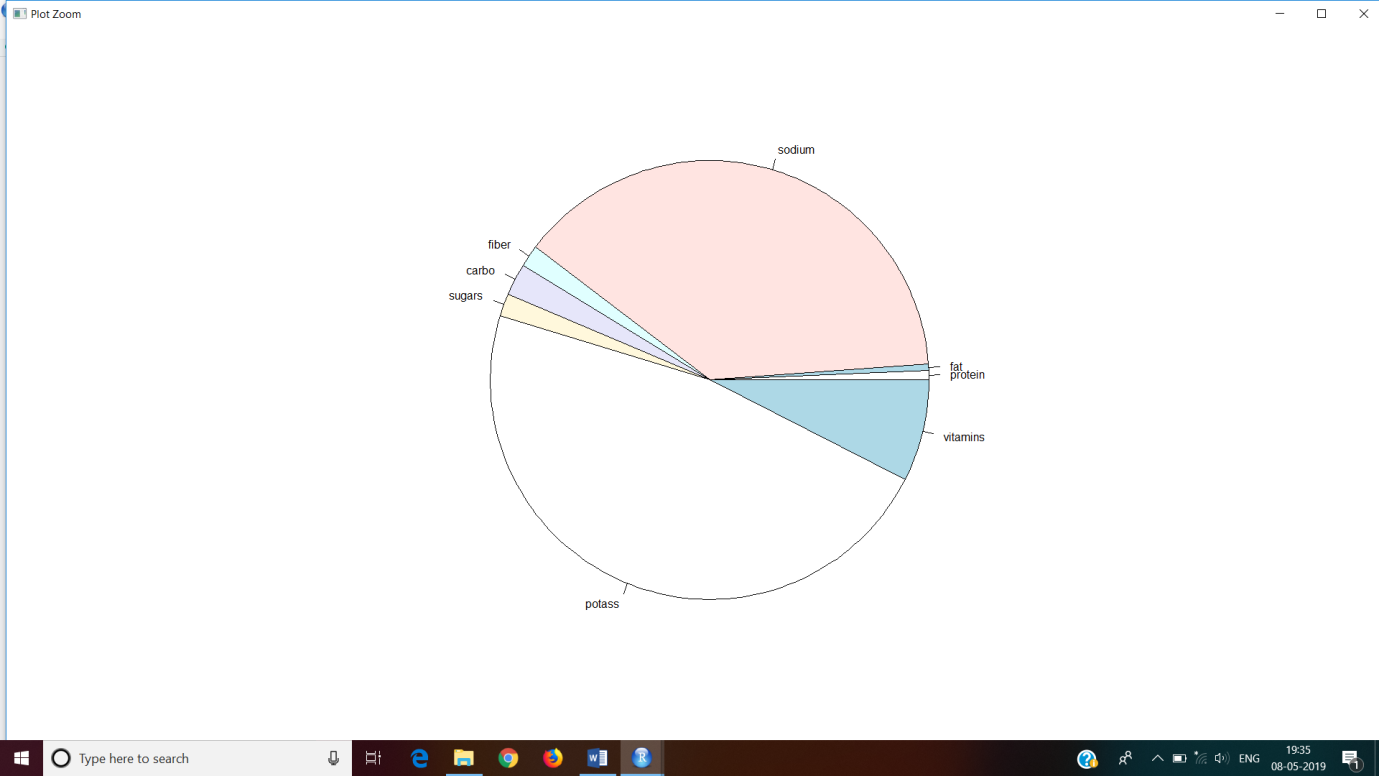 Plot Zoom
sodium
fiber
carbo
sugars
fat
protein
vitamins
potass
Type here to search
ENG
19:35
08-05-2019
1